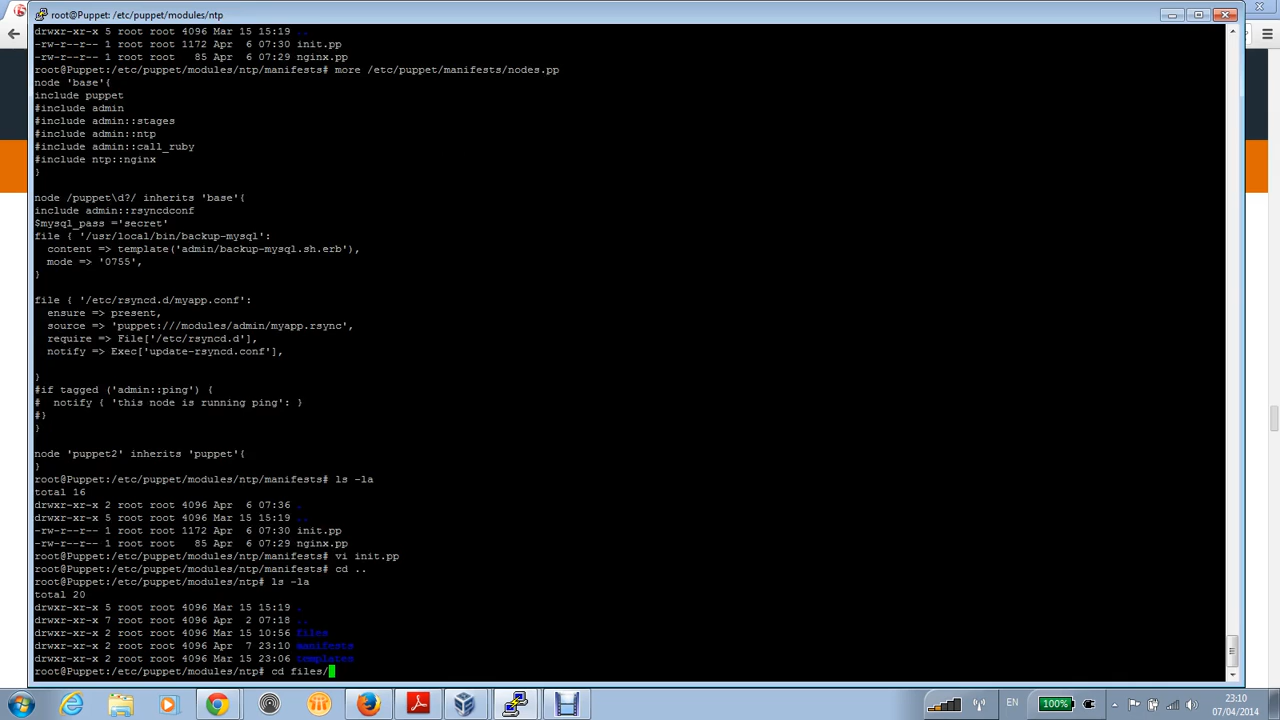 root@Puppet: /etc/puppet/modules/ntp
drwxr-xr-x 5 root root 4096 Mar 15 15:19 ..
-rw-r--r-- 1 root root 1172 Apr  6 07:30 init.pp
-rw-r--r-- 1 root root   85 Apr  6 07:29 nginx.pp
root@Puppet:/etc/puppet/modules/ntp/manifests# more /etc/puppet/manifests/nodes.pp
node 'base'{
include puppet
#include admin
#include admin::stages
#include admin::ntp
#include admin::call_ruby
#include ntp::nginx
}
node /puppet\d?/ inherits 'base'{
include admin::rsyncdconf
$mysql_pass ='secret'
file { '/usr/local/bin/backup-mysql':
  content => template('admin/backup-mysql.sh.erb'),
  mode => '0755',
}
file { '/etc/rsyncd.d/myapp.conf':
  ensure => present,
  source => 'puppet:///modules/admin/myapp.rsync',
  require => File['/etc/rsyncd.d'],
  notify => Exec['update-rsyncd.conf'],
}
#if tagged ('admin::ping') {
#  notify { 'this node is running ping': }
#}
}
node 'puppet2' inherits 'puppet'{
}
root@Puppet:/etc/puppet/modules/ntp/manifests# ls -la
total 16
drwxr-xr-x 2 root root 4096 Apr  6 07:36 .
drwxr-xr-x 5 root root 4096 Mar 15 15:19 ..
-rw-r--r-- 1 root root 1172 Apr  6 07:30 init.pp
-rw-r--r-- 1 root root   85 Apr  6 07:29 nginx.pp
root@Puppet:/etc/puppet/modules/ntp/manifests# vi init.pp
root@Puppet:/etc/puppet/modules/ntp/manifests# cd ..
root@Puppet:/etc/puppet/modules/ntp# ls -la
total 20
drwxr-xr-x 5 root root 4096 Mar 15 15:19 .
drwxr-xr-x 7 root root 4096 Apr  2 07:18 ..
drwxr-xr-x 2 root root 4096 Mar 15 10:56 files
drwxr-xr-x 2 root root 4096 Apr  7 23:10 manifests
drwxr-xr-x 2 root root 4096 Mar 15 23:06 templates
root@Puppet:/etc/puppet/modules/ntp# cd files/
EN
100%
23:10
07/04/2014